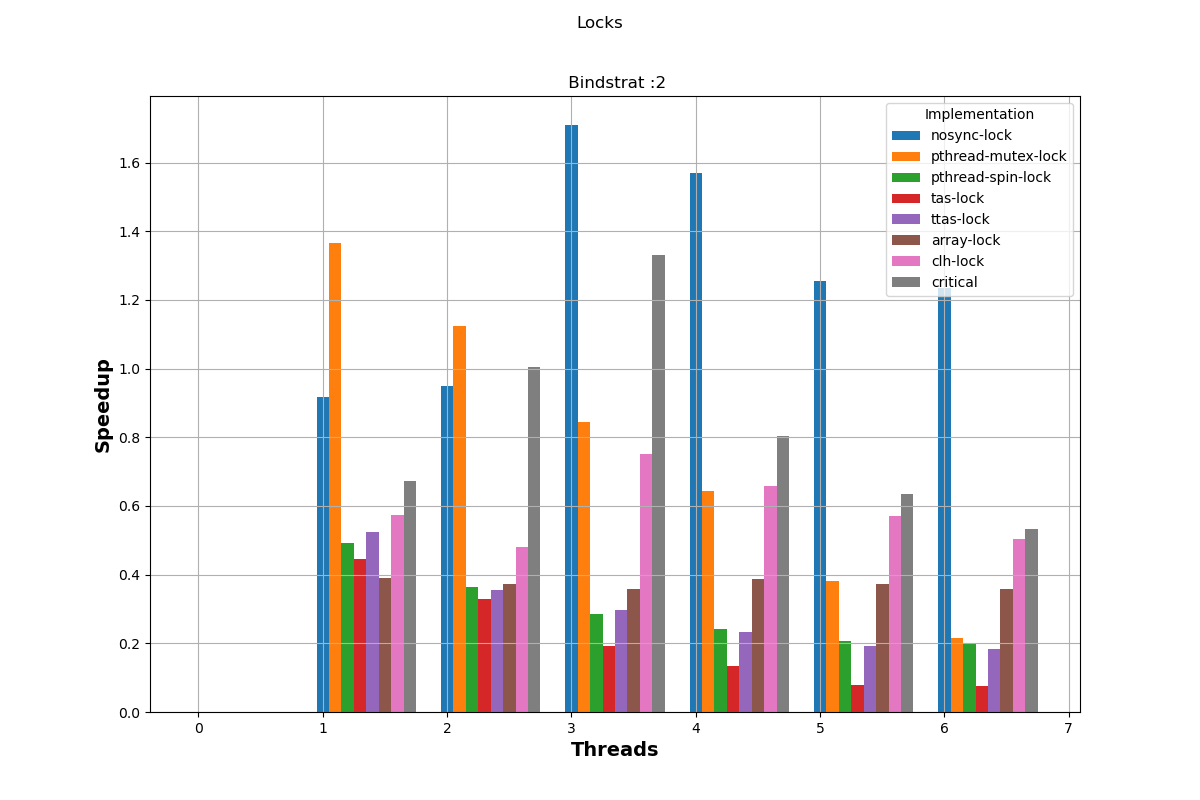 Locks
Bindstrat :2
Implementation
nosync-lock
pthread-mutex-lock
pthread-spin-lock
tas-lock
ttas-lock
array-lock
clh-lock
critical
Speedup
1.6
1.4
1.2
1.0
0.8
0.6
0.4
0.2
0.0
0 1 2 3 4 5 6 7
Threads